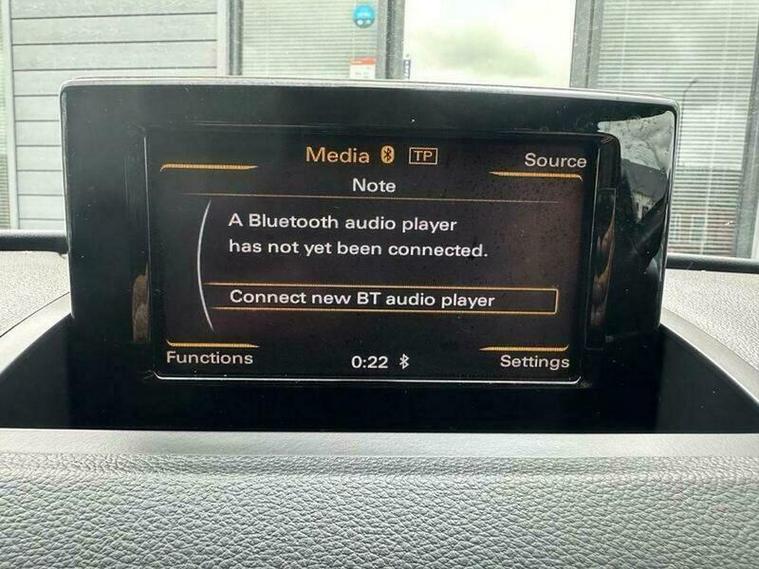 Media TP
Source
Note
A Bluetooth audio player
has not yet been connected.
Connect new BT audio player
Functions
0:22
Settings